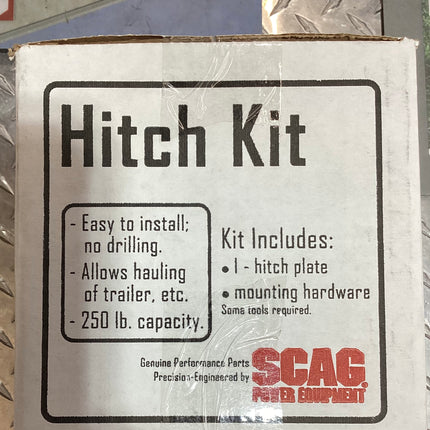 Hitch Kit
- Easy to install;
no drilling.
- Allows hauling
of trailer, etc.
- 250 lb. capacity.
Kit Includes:
• 1 - hitch plate
• mounting hardware
Some tools required.
Genuine Performance Parts
Precision-Engineered by
SCAG®
POWER EQUIPMENT